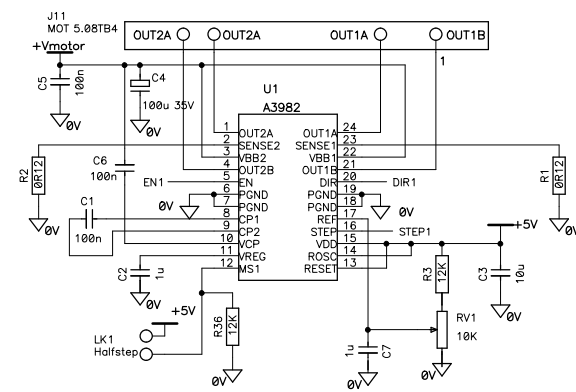 J11
MOT 5.08TB4
+Vmotor
OUT2A
OUT2A
OUT1A
OUT1B
1
C5
100n
0V
C4
100u 35V
0V
U1
A3982
1
2
3
4
5
6
7
8
9
10
11
12
OUT2A
SENSE2
VBB2
OUT2B
EN
PGND
PGND
CP1
CP2
VCP
VREG
MS1
OUT1A
SENSE1
VBB1
OUT1B
DIR
PGND
PGND
REF
STEP
VDD
ROSC
RESET
24
23
22
21
20
19
18
17
16
15
14
13
R2
0R12
0V
C6
100n
EN1
0V
C1
100n
C2
1u
0V
DIR1
0V
STEP1
R1
0R12
0V
+5V
R3
12K
C3
10u
0V
+5V
LK1
Halfstep
R36
12K
0V
1u
C7
0V
RV1
10K
0V